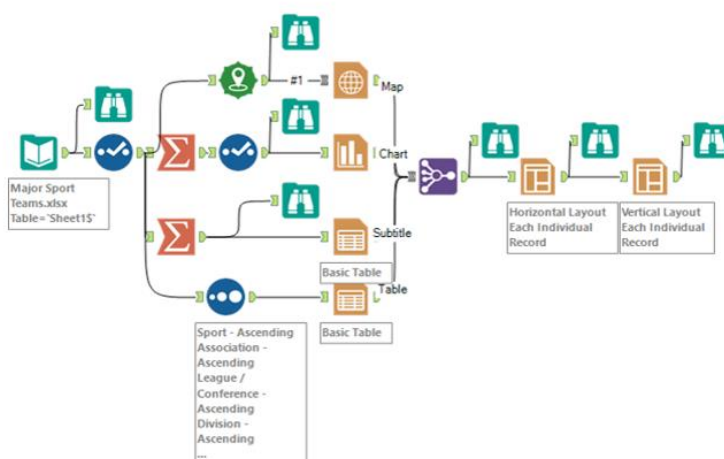 #1
Map
Chart
Major Sport
Teams.xlsx
Table=`Sheet1$`
Horizontal Layout
Each Individual
Record
Vertical Layout
Each Individual
Record
Subtitle
Basic Table
Table
Sport - Ascending
Association -
Ascending
League /
Conference -
Ascending
Division -
Ascending
...
Basic Table